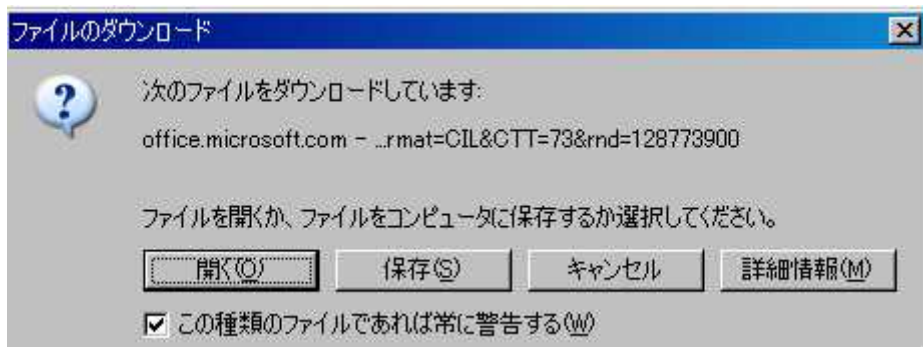 ファイルのダウンロード
次のファイルをダウンロードしています:
office.microsoft.com - ...rmat=CIL&CTT=73&rnd=128773900
ファイルを開くか、ファイルをコンピュータに保存するか選択してください。
開く(O) 保存(S) キャンセル 詳細情報(M)
この種類のファイルであれば常に警告する(W)